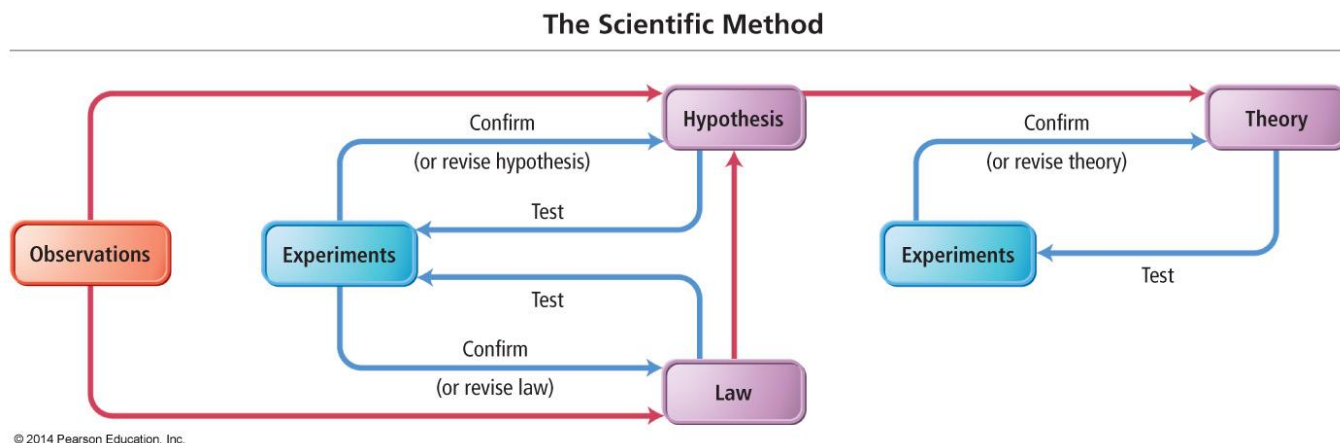 The Scientific Method
Hypothesis
Theory
Confirm
(or revise hypothesis)
Confirm
(or revise theory)
Test
Observations
Experiments
Experiments
Test
Test
Confirm
(or revise law)
Law
© 2014 Pearson Education, Inc.